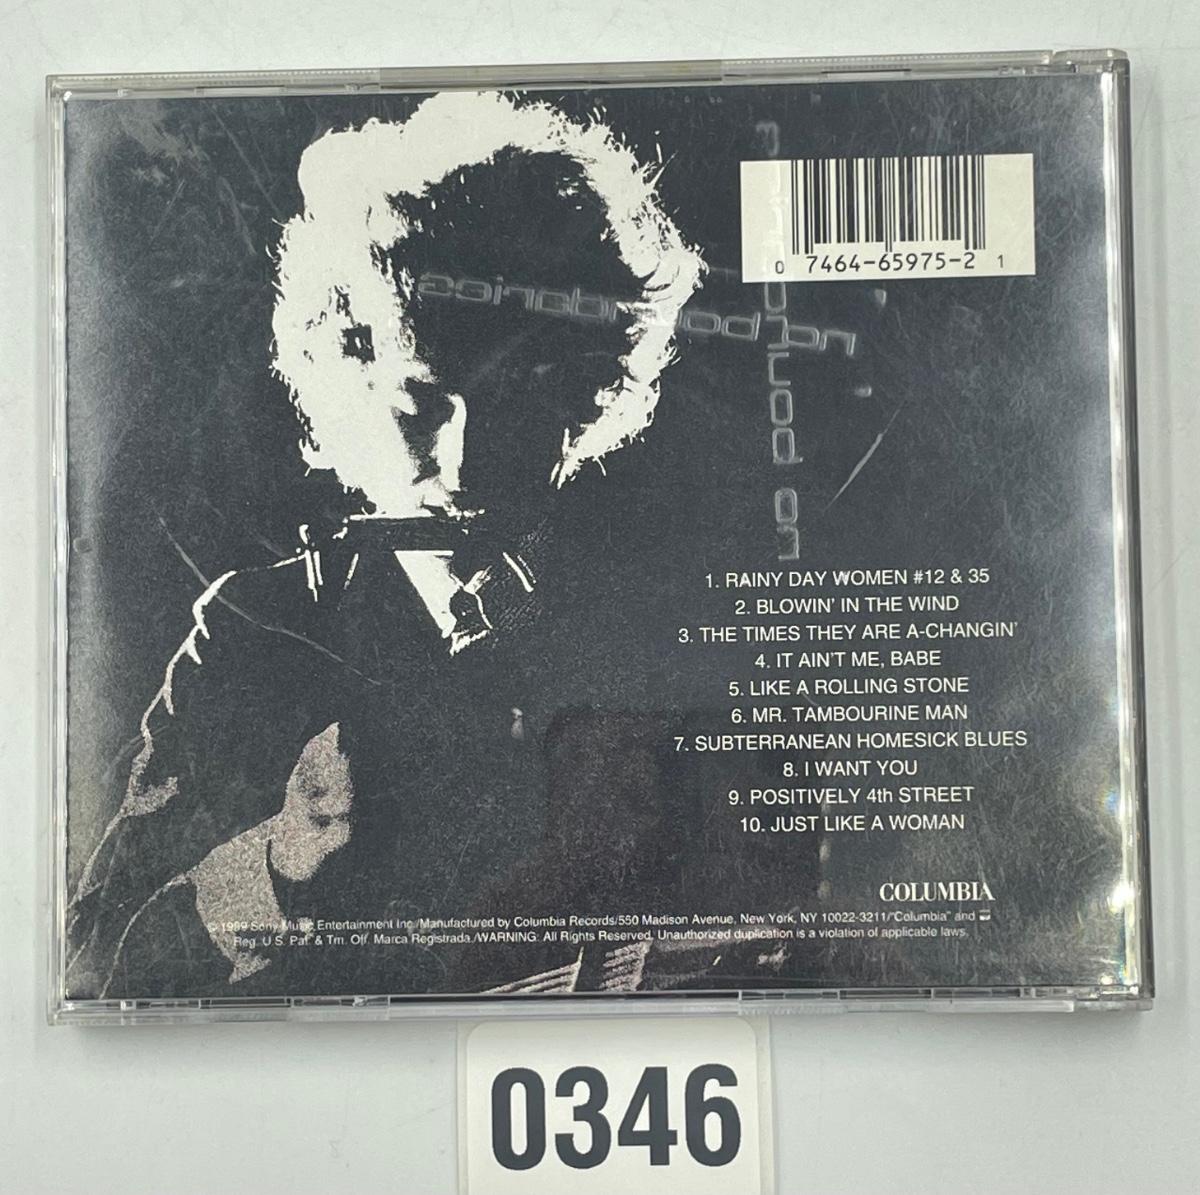 0 7464-65975-2 1
1. RAINY DAY WOMEN #12 & 35
2. BLOWIN' IN THE WIND
3. THE TIMES THEY ARE A-CHANGIN'
4. IT AIN'T ME, BABE
5. LIKE A ROLLING STONE
6. MR. TAMBOURINE MAN
7. SUBTERRANEAN HOMESICK BLUES
8. I WANT YOU
9. POSITIVELY 4th STREET
10. JUST LIKE A WOMAN
COLUMBIA
Sony Music Entertainment Inc./Manufactured by Columbia Records/550 Madison Avenue, New York, NY 10022-3211/"Columbia" and
Reg. U.S. Pat. & Tm. Off. Marca Registrada./WARNING: All Rights Reserved. Unauthorized duplication is a violation of applicable laws.
0346